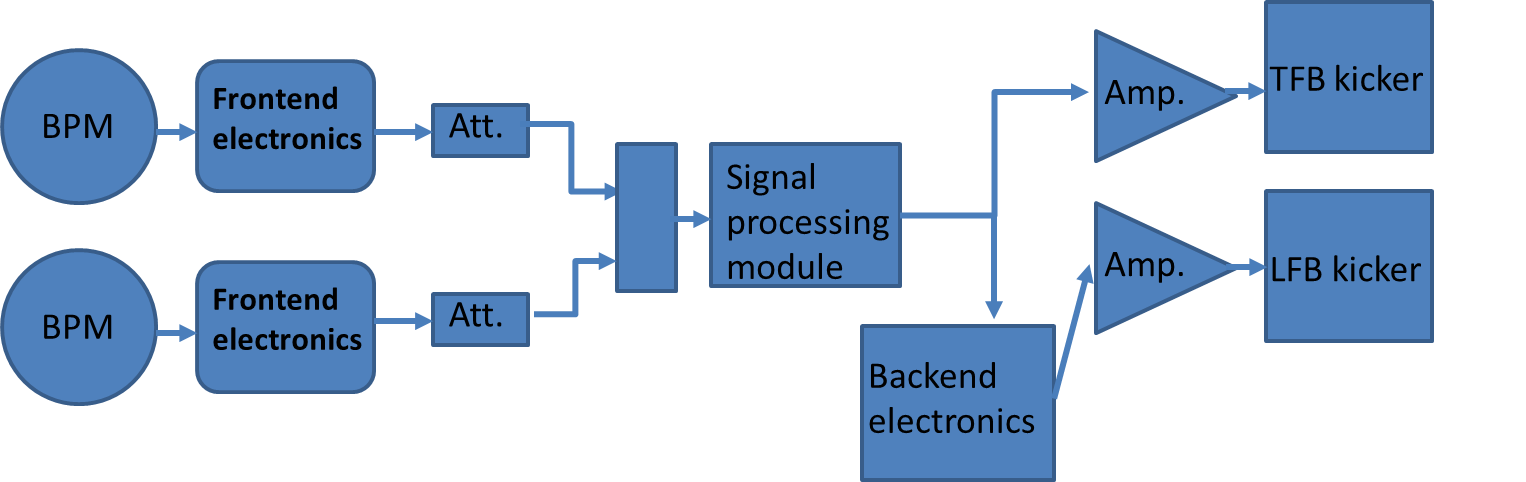 BPM
Frontend
electronics
Att.
BPM
Frontend
electronics
Att.
Signal
processing
module
Backend
electronics
Amp.
TFB kicker
Amp.
LFB kicker